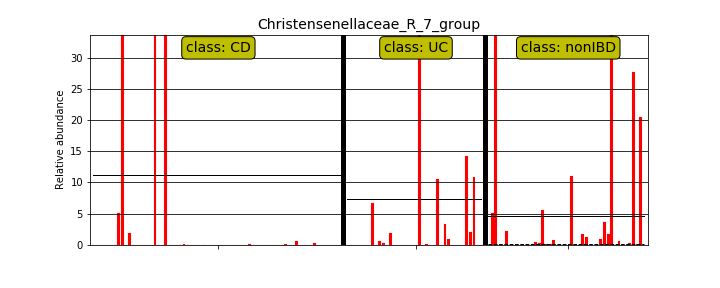 Christensenellaceae_R_7_group
class: CD
class: UC
class: nonIBD
Relative abundance
30
25
20
15
10
5
0